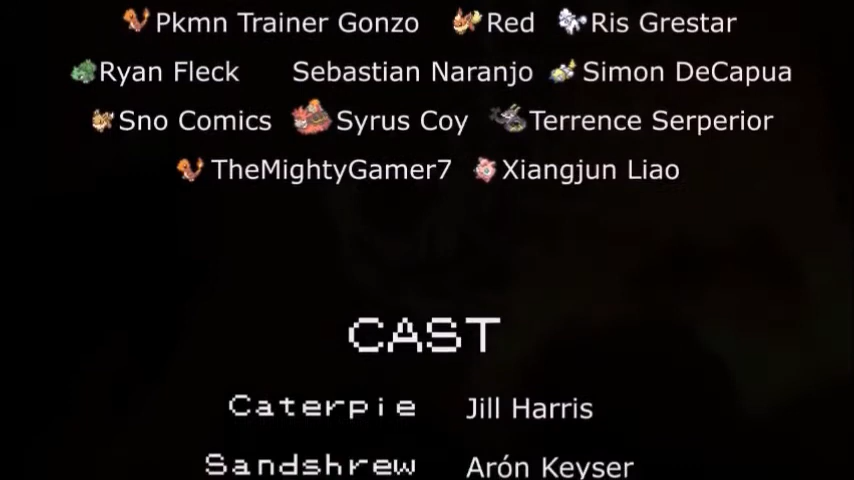 Pkmn Trainer Gonzo Red Ris Grestar
Ryan Fleck Sebastian Naranjo Simon DeCapua
Sno Comics Syrus Coy Terrence Serperior
TheMightyGamer7 Xiangjun Liao
CAST
Caterpie Jill Harris
Sandshrew Arón Keyser